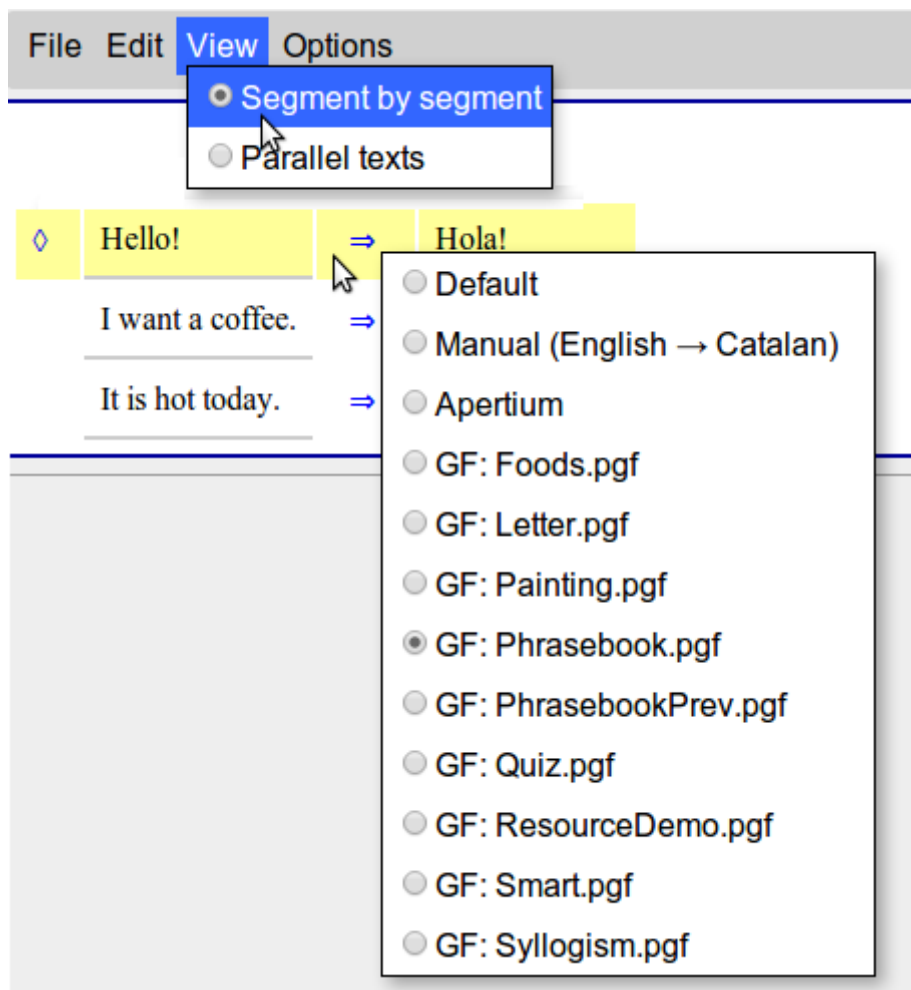 File Edit View Options
Segment by segment
Parallel texts
◊ Hello! ⇒ Hola!
I want a coffee. ⇒
It is hot today. ⇒
Default
Manual (English → Catalan)
Apertium
GF: Foods.pgf
GF: Letter.pgf
GF: Painting.pgf
GF: Phrasebook.pgf
GF: PhrasebookPrev.pgf
GF: Quiz.pgf
GF: ResourceDemo.pgf
GF: Smart.pgf
GF: Syllogism.pgf